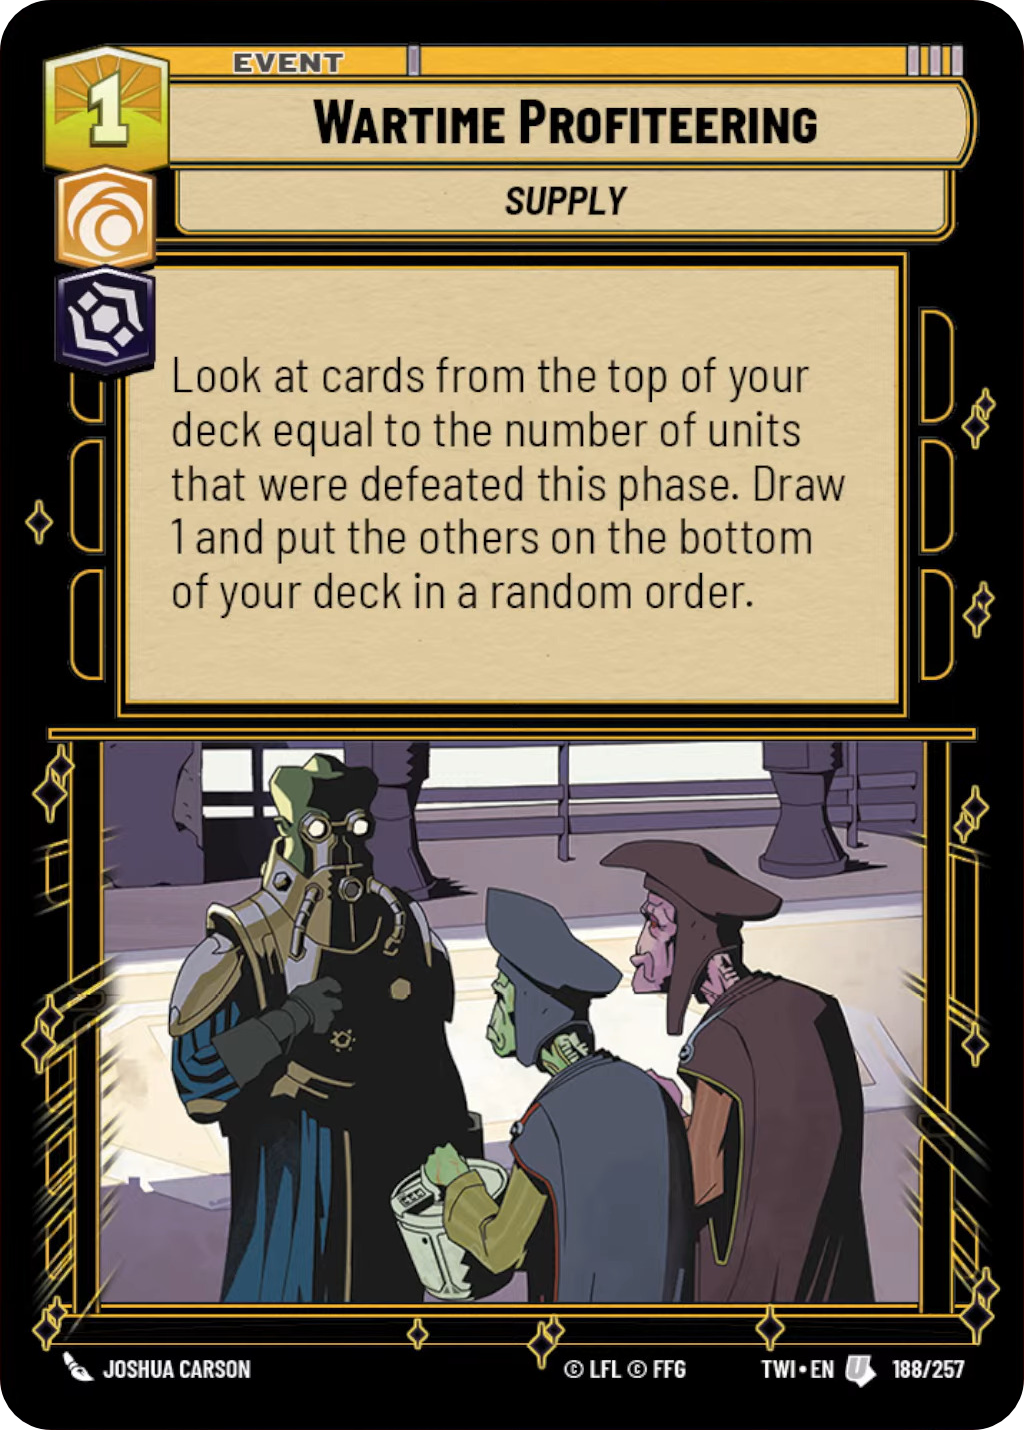 EVENT
1
WARTIME PROFITEERING
SUPPLY
Look at cards from the top of your
deck equal to the number of units
that were defeated this phase. Draw
1 and put the others on the bottom
of your deck in a random order.
JOSHUA CARSON
© LFL © FFG
TWI • EN
U
188/257